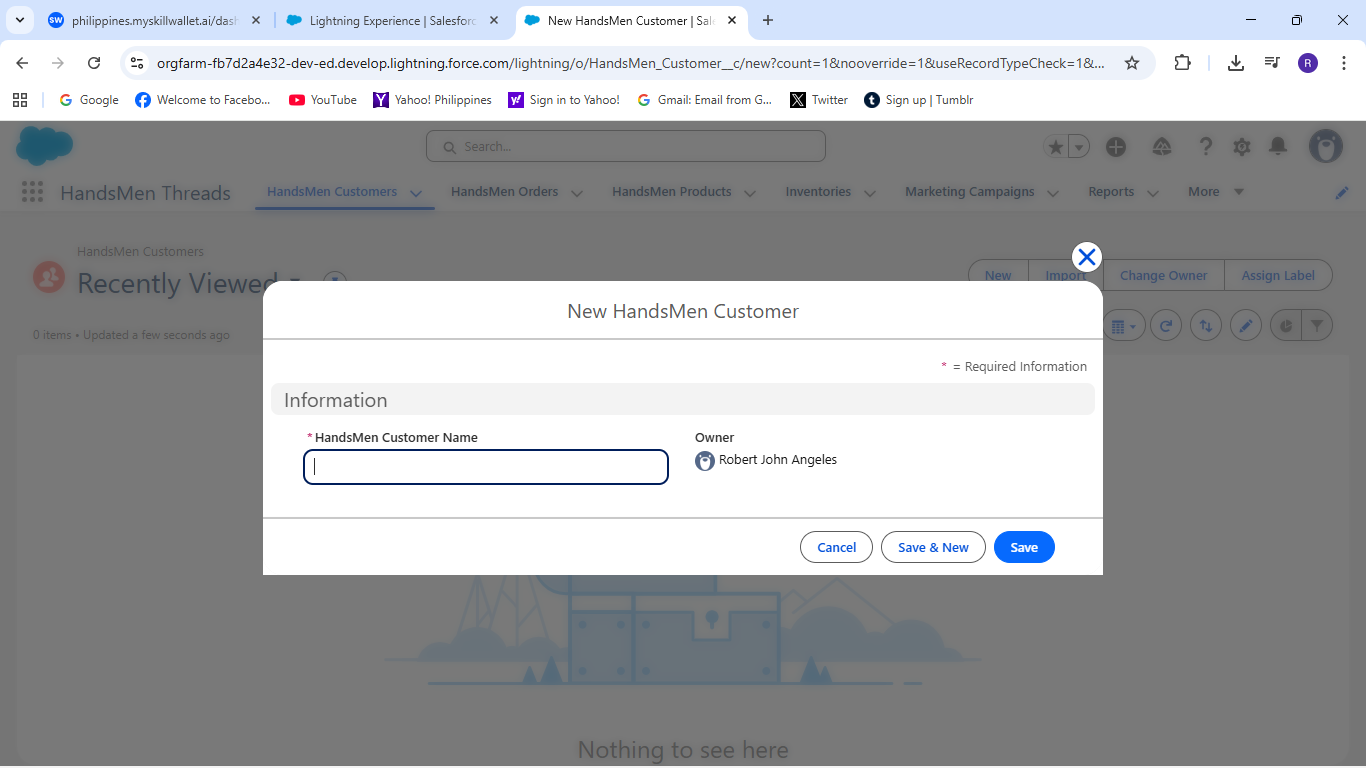 philippines.myskillwallet.ai/dash
Lightning Experience | Salesforc
New HandsMen Customer | Sale
orgfarm-fb7d2a4e32-dev-ed.develop.lightning.force.com/lightning/o/HandsMen_Customer__c/new?count=1&nooverride=1&useRecordTypeCheck=1&...
R
Google
Welcome to Facebo...
YouTube
Yahoo! Philippines
Sign in to Yahoo!
Gmail: Email from G...
Twitter
Sign up | Tumblr
Search...
HandsMen Threads
HandsMen Customers
HandsMen Orders
HandsMen Products
Inventories
Marketing Campaigns
Reports
More
HandsMen Customers
Recently Viewed
New
Import
Change Owner
Assign Label
0 items • Updated a few seconds ago
New HandsMen Customer
* = Required Information
Information
*HandsMen Customer Name
Owner
Robert John Angeles
Cancel
Save & New
Save
Nothing to see here